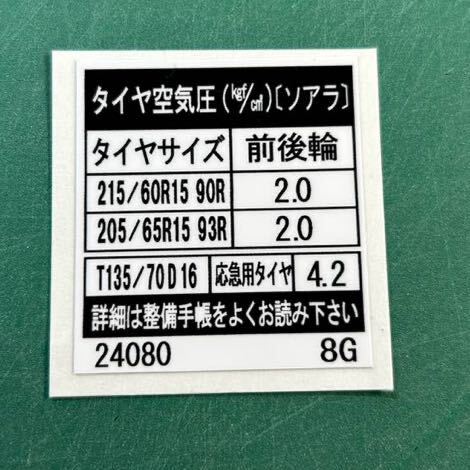 タイヤ空気圧(㎏f/㎠)〔ソアラ〕
タイヤサイズ 前後輪
215/60R15 90R 2.0
205/65R15 93R 2.0
T135/70D16 応急用タイヤ 4.2
詳細は整備手帳をよくお読み下さい
24080 8G